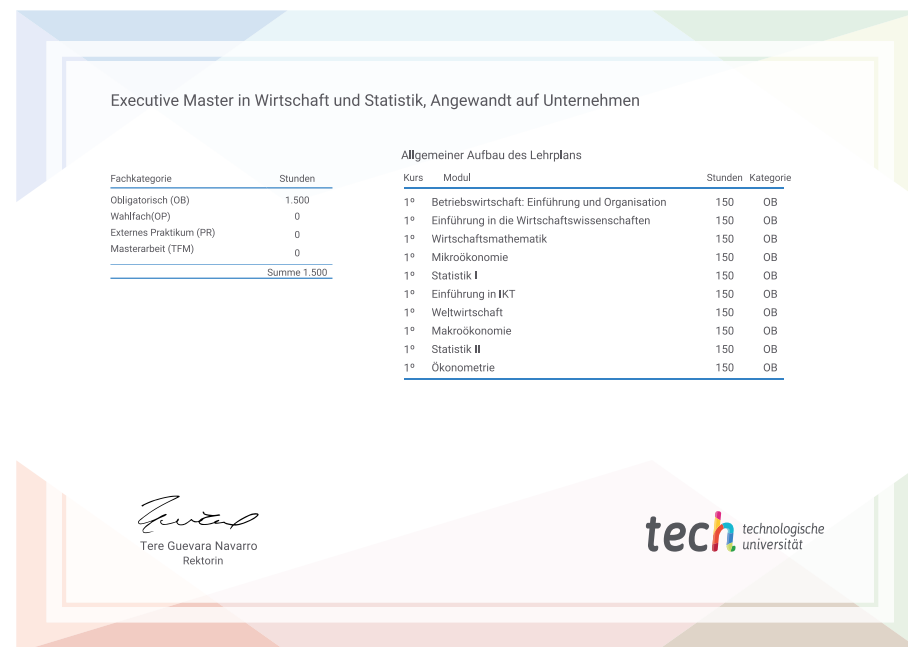 Executive Master in Wirtschaft und Statistik, Angewandt auf Unternehmen
Fachkategorie Stunden
Obligatorisch (OB) 1.500
Wahlfach(OP) 0
Externes Praktikum (PR) 0
Masterarbeit (TFM) 0
Summe 1.500
Allgemeiner Aufbau des Lehrplans
Kurs Modul Stunden Kategorie
1º Betriebswirtschaft: Einführung und Organisation 150 OB
1º Einführung in die Wirtschaftswissenschaften 150 OB
1º Wirtschaftsmathematik 150 OB
1º Mikroökonomie 150 OB
1º Statistik I 150 OB
1º Einführung in IKT 150 OB
1º Weltwirtschaft 150 OB
1º Makroökonomie 150 OB
1º Statistik II 150 OB
1º Ökonometrie 150 OB
Tere Guevara Navarro
Rektorin
tech technologische
universität